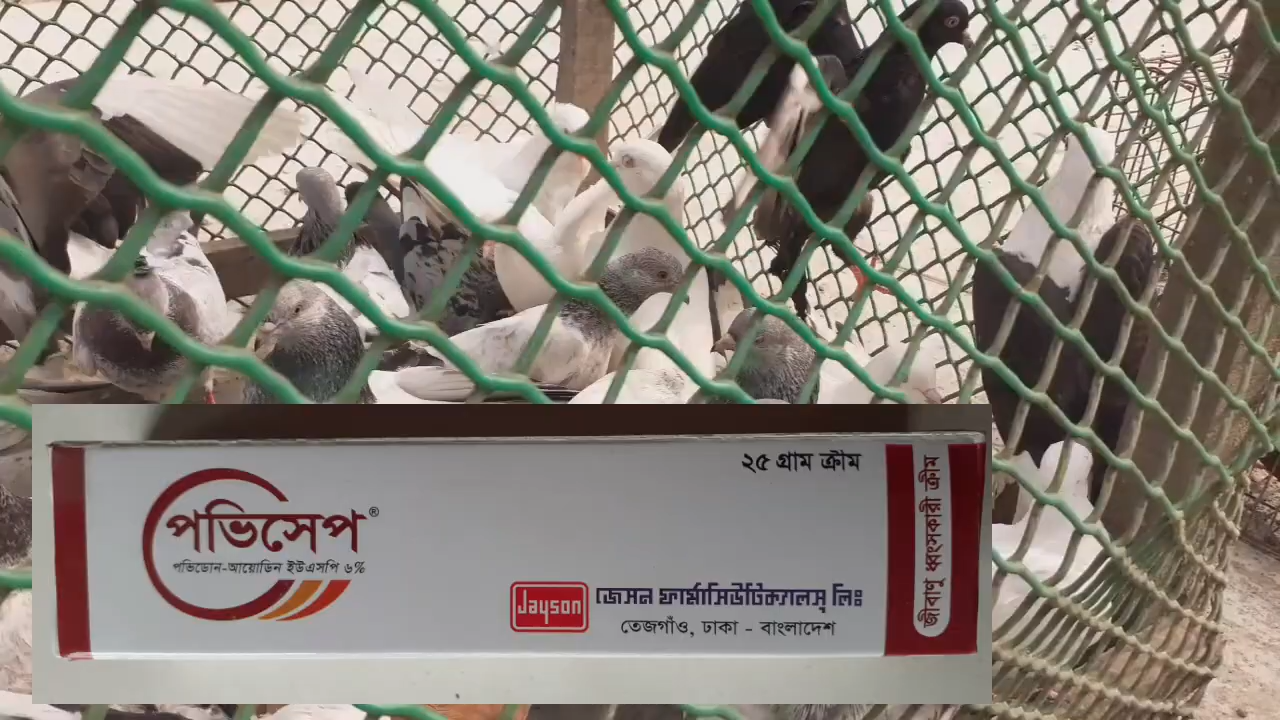 ২৫ গ্রাম ক্রীম
পভিসেপ®
পভিডোন-আয়োডিন ইউএসপি ৬%
Jayson জেসন ফার্মাসিউটিক্যালস্ লিঃ
তেজগাঁও, ঢাকা - বাংলাদেশ
জীবাণু ধ্বংসকারী ক্রীম